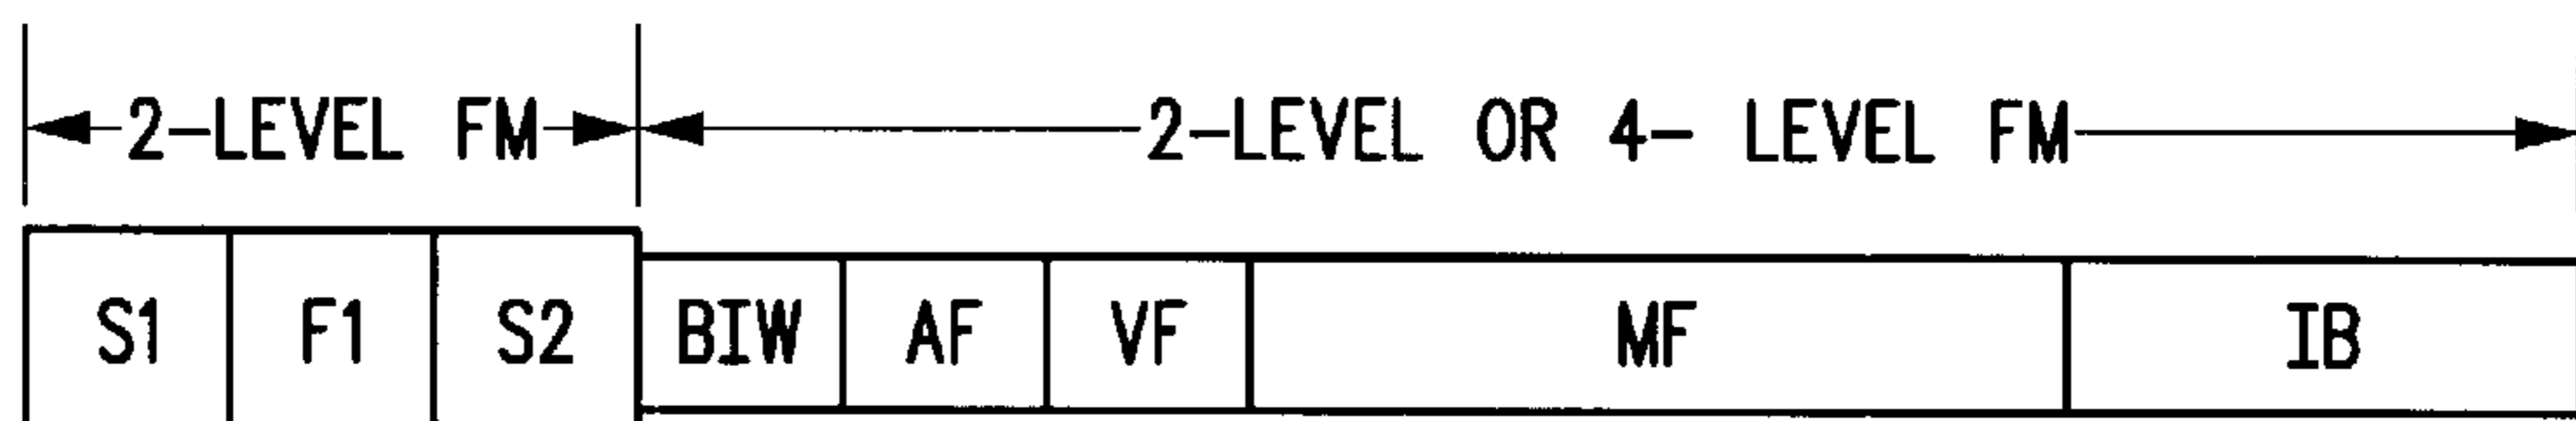 2-LEVEL FM 2-LEVEL OR 4- LEVEL FM
S1 F1 S2 BIW AF VF MF IB